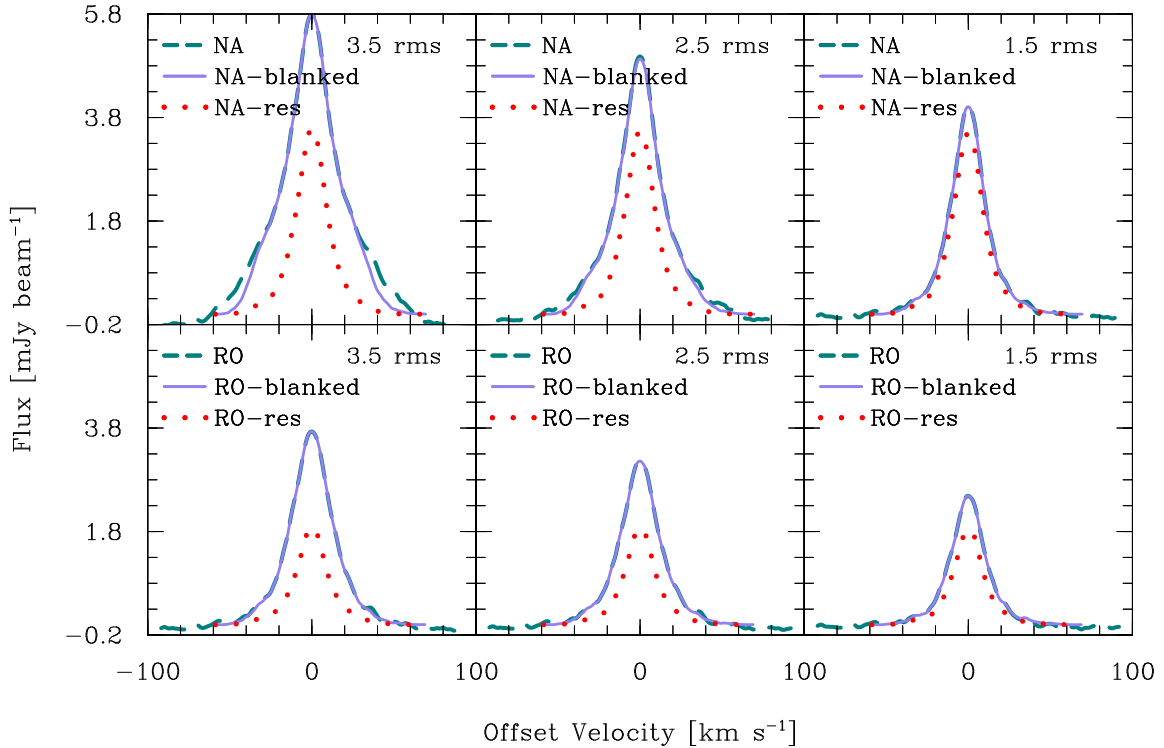 5.8
NA 3.5 rms NA 2.5 rms NA 1.5 rms
NA−blanked NA−blanked NA−blanked
3.8 NA−res NA−res NA−res
1.8
−0.2
RO 3.5 rms RO 2.5 rms RO 1.5 rms
RO−blanked RO−blanked RO−blanked
3.8 RO−res RO−res RO−res
1.8
−0.2
−100 0 100 0 100 0 100
Flux [mJy beam⁻¹]
Offset Velocity [km s⁻¹]